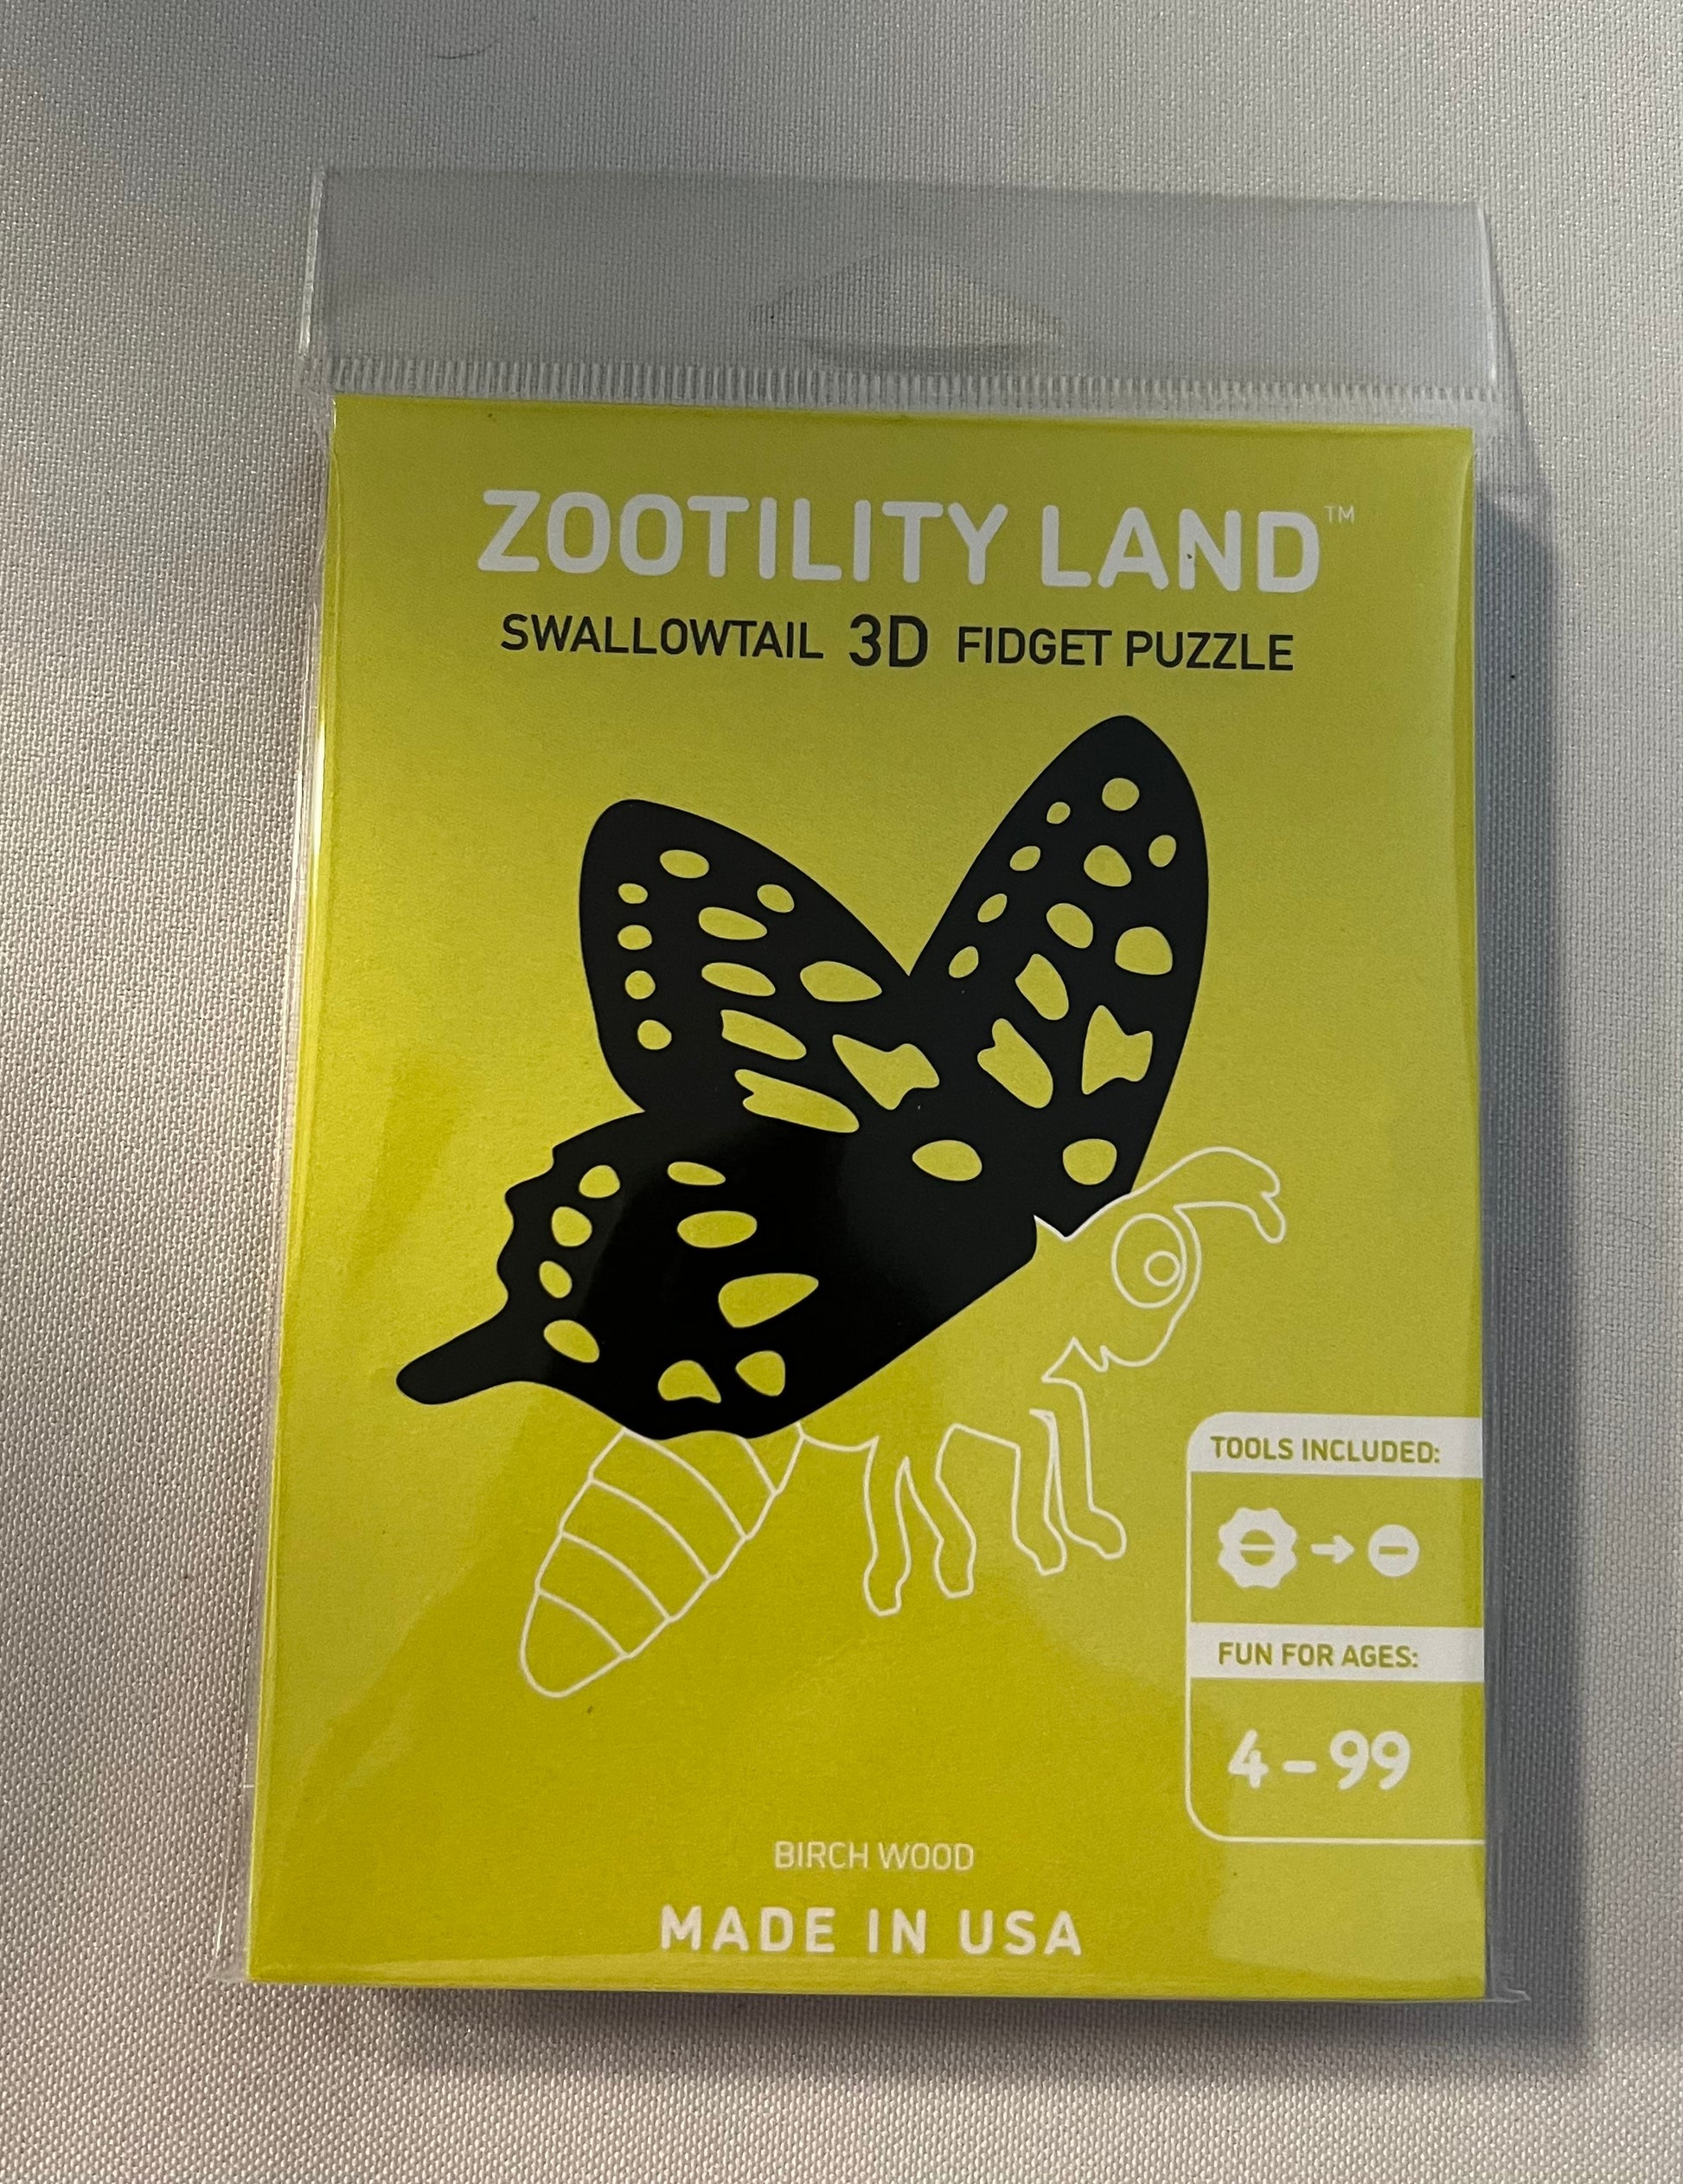 ZOOTILITY LAND™
SWALLOWTAIL 3D FIDGET PUZZLE
TOOLS INCLUDED:
FUN FOR AGES:
4-99
BIRCH WOOD
MADE IN USA